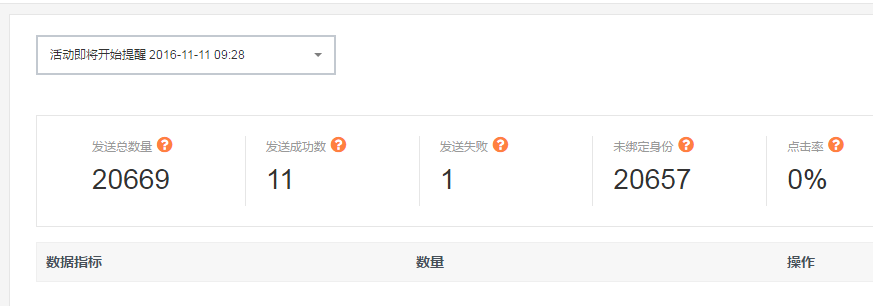 活动即将开始提醒 2016-11-11 09:28
发送总数量 ? 发送成功数 ? 发送失败 ? 未绑定身份 ? 点击率 ?
20669 11 1 20657 0%
数据指标 数量 操作